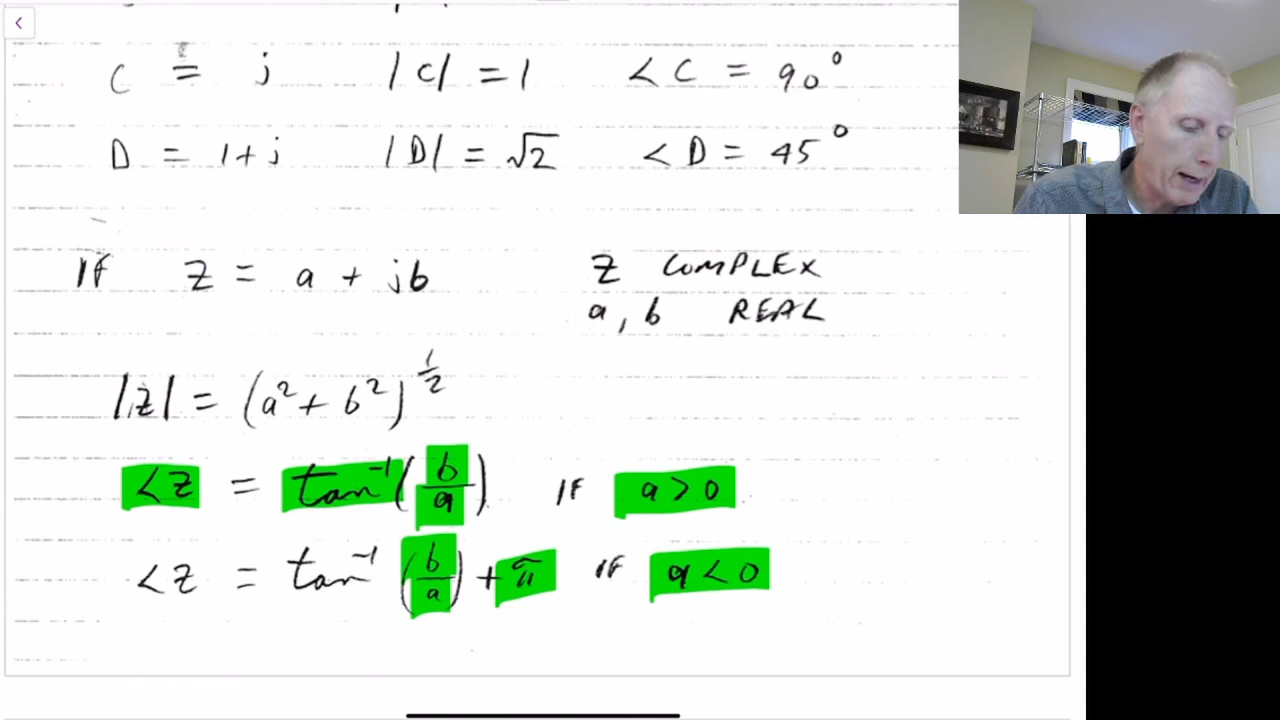 C = j |C| = 1 < C = 90°
D = 1 + j |D| = √2 < D = 45°
IF Z = a + jb Z COMPLEX
a, b REAL
|Z| = (a² + b²)^½
<Z = tan⁻¹(b/a) IF a > 0
<Z = tan⁻¹(b/a) + π IF a < 0